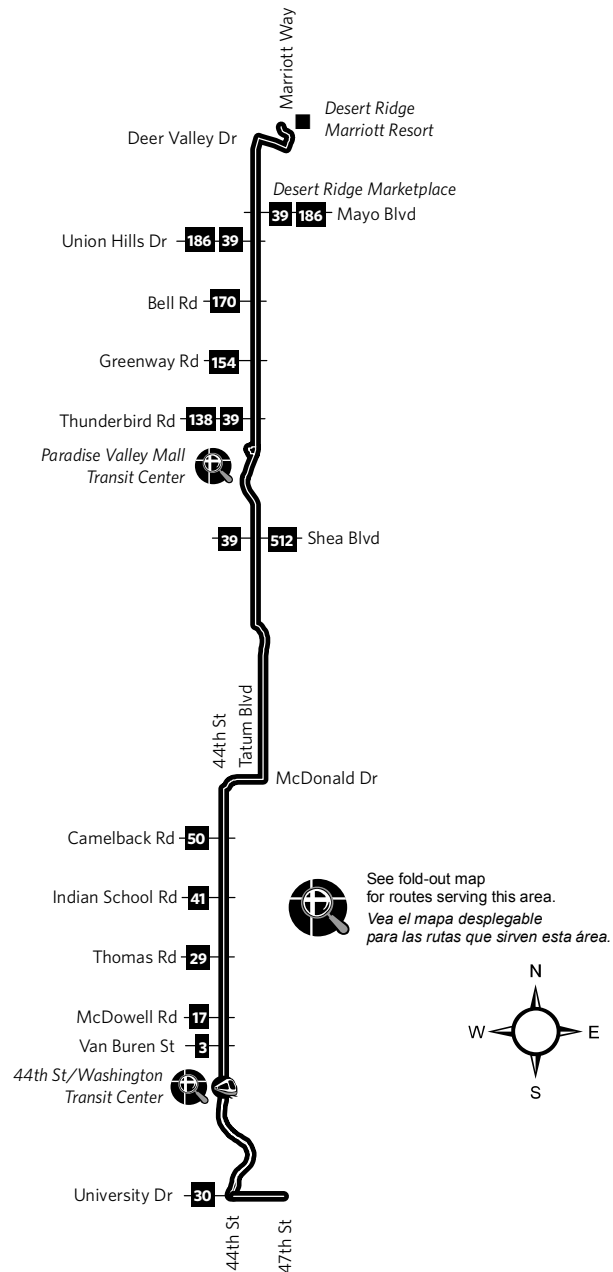 Marriott Way
Desert Ridge
Marriott Resort
Deer Valley Dr
Desert Ridge Marketplace
39 186 Mayo Blvd
Union Hills Dr 186 39
Bell Rd 170
Greenway Rd 154
Thunderbird Rd 138 39
Paradise Valley Mall
Transit Center
39 512 Shea Blvd
44th St
Tatum Blvd
McDonald Dr
Camelback Rd 50
Indian School Rd 41
Thomas Rd 29
McDowell Rd 17
Van Buren St 3
44th St/Washington
Transit Center
University Dr 30
44th St
47th St
See fold-out map
for routes serving this area.
Vea el mapa desplegable
para las rutas que sirven esta área.
N
W E
S